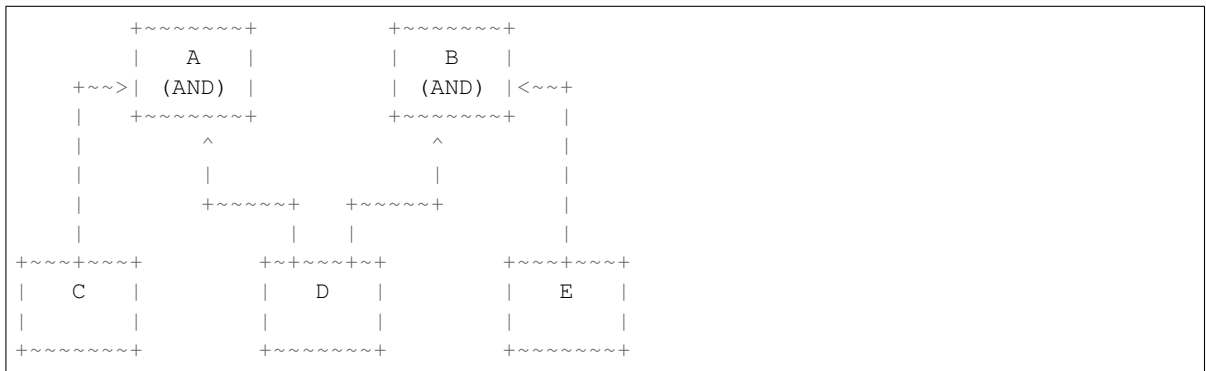 +~~~~~~~+         +~~~~~~~+
|   A   |         |   B   |
+~~>| (AND) |         | (AND) |<~~+
|   +~~~~~~~+         +~~~~~~~+   |
|        ^               ^        |
|        |               |        |
|        +~~~~~+   +~~~~~+        |
|              |   |              |
+~~~+~~~+        +~+~~~+~+        +~~~+~~~+
|   C   |        |   D   |        |   E   |
|       |        |       |        |       |
+~~~~~~~+        +~~~~~~~+        +~~~~~~~+